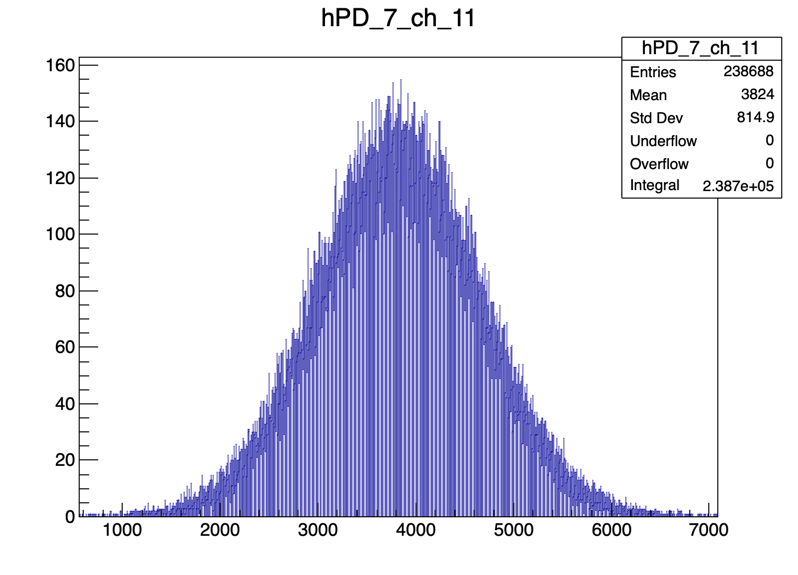 hPD_7_ch_11
hPD_7_ch_11
Entries 238688
Mean 3824
Std Dev 814.9
Underflow 0
Overflow 0
Integral 2.387e+05
160
140
120
100
80
60
40
20
0
1000 2000 3000 4000 5000 6000 7000